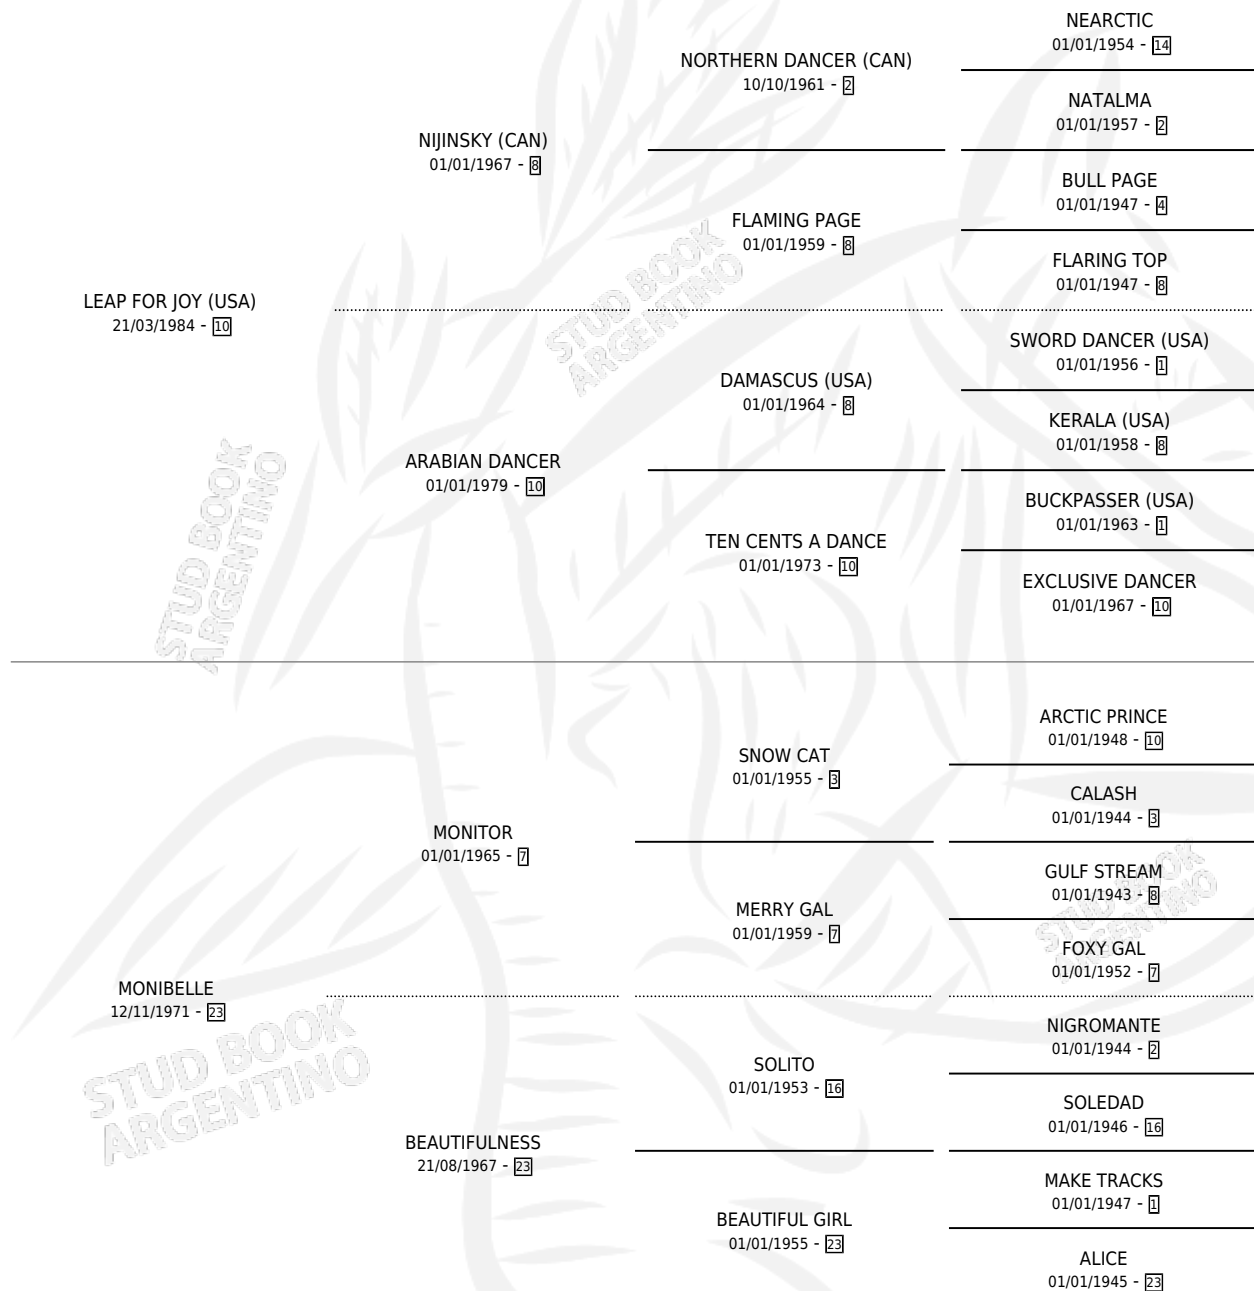 NEARCTIC
01/01/1954 - 14
NORTHERN DANCER (CAN)
10/10/1961 - 2
NATALMA
01/01/1957 - 2
NIJINSKY (CAN)
01/01/1967 - 8
BULL PAGE
01/01/1947 - 4
FLAMING PAGE
01/01/1959 - 8
FLARING TOP
01/01/1947 - 8
LEAP FOR JOY (USA)
21/03/1984 - 10
SWORD DANCER (USA)
01/01/1956 - 1
DAMASCUS (USA)
01/01/1964 - 8
KERALA (USA)
01/01/1958 - 8
ARABIAN DANCER
01/01/1979 - 10
BUCKPASSER (USA)
01/01/1963 - 1
TEN CENTS A DANCE
01/01/1973 - 10
EXCLUSIVE DANCER
01/01/1967 - 10
ARCTIC PRINCE
01/01/1948 - 10
SNOW CAT
01/01/1955 - 3
CALASH
01/01/1944 - 3
MONITOR
01/01/1965 - 7
GULF STREAM
01/01/1943 - 8
MERRY GAL
01/01/1959 - 7
FOXY GAL
01/01/1952 - 7
MONIBELLE
12/11/1971 - 23
NIGROMANTE
01/01/1944 - 2
SOLITO
01/01/1953 - 16
SOLEDAD
01/01/1946 - 16
BEAUTIFULNESS
21/08/1967 - 23
MAKE TRACKS
01/01/1947 - 1
BEAUTIFUL GIRL
01/01/1955 - 23
ALICE
01/01/1945 - 23
STUD BOOK
ARGENTINO
STUD BOOK
ARGENTINO
STUD BOOK
ARGENTINO
STUD BOOK
ARGENTINO